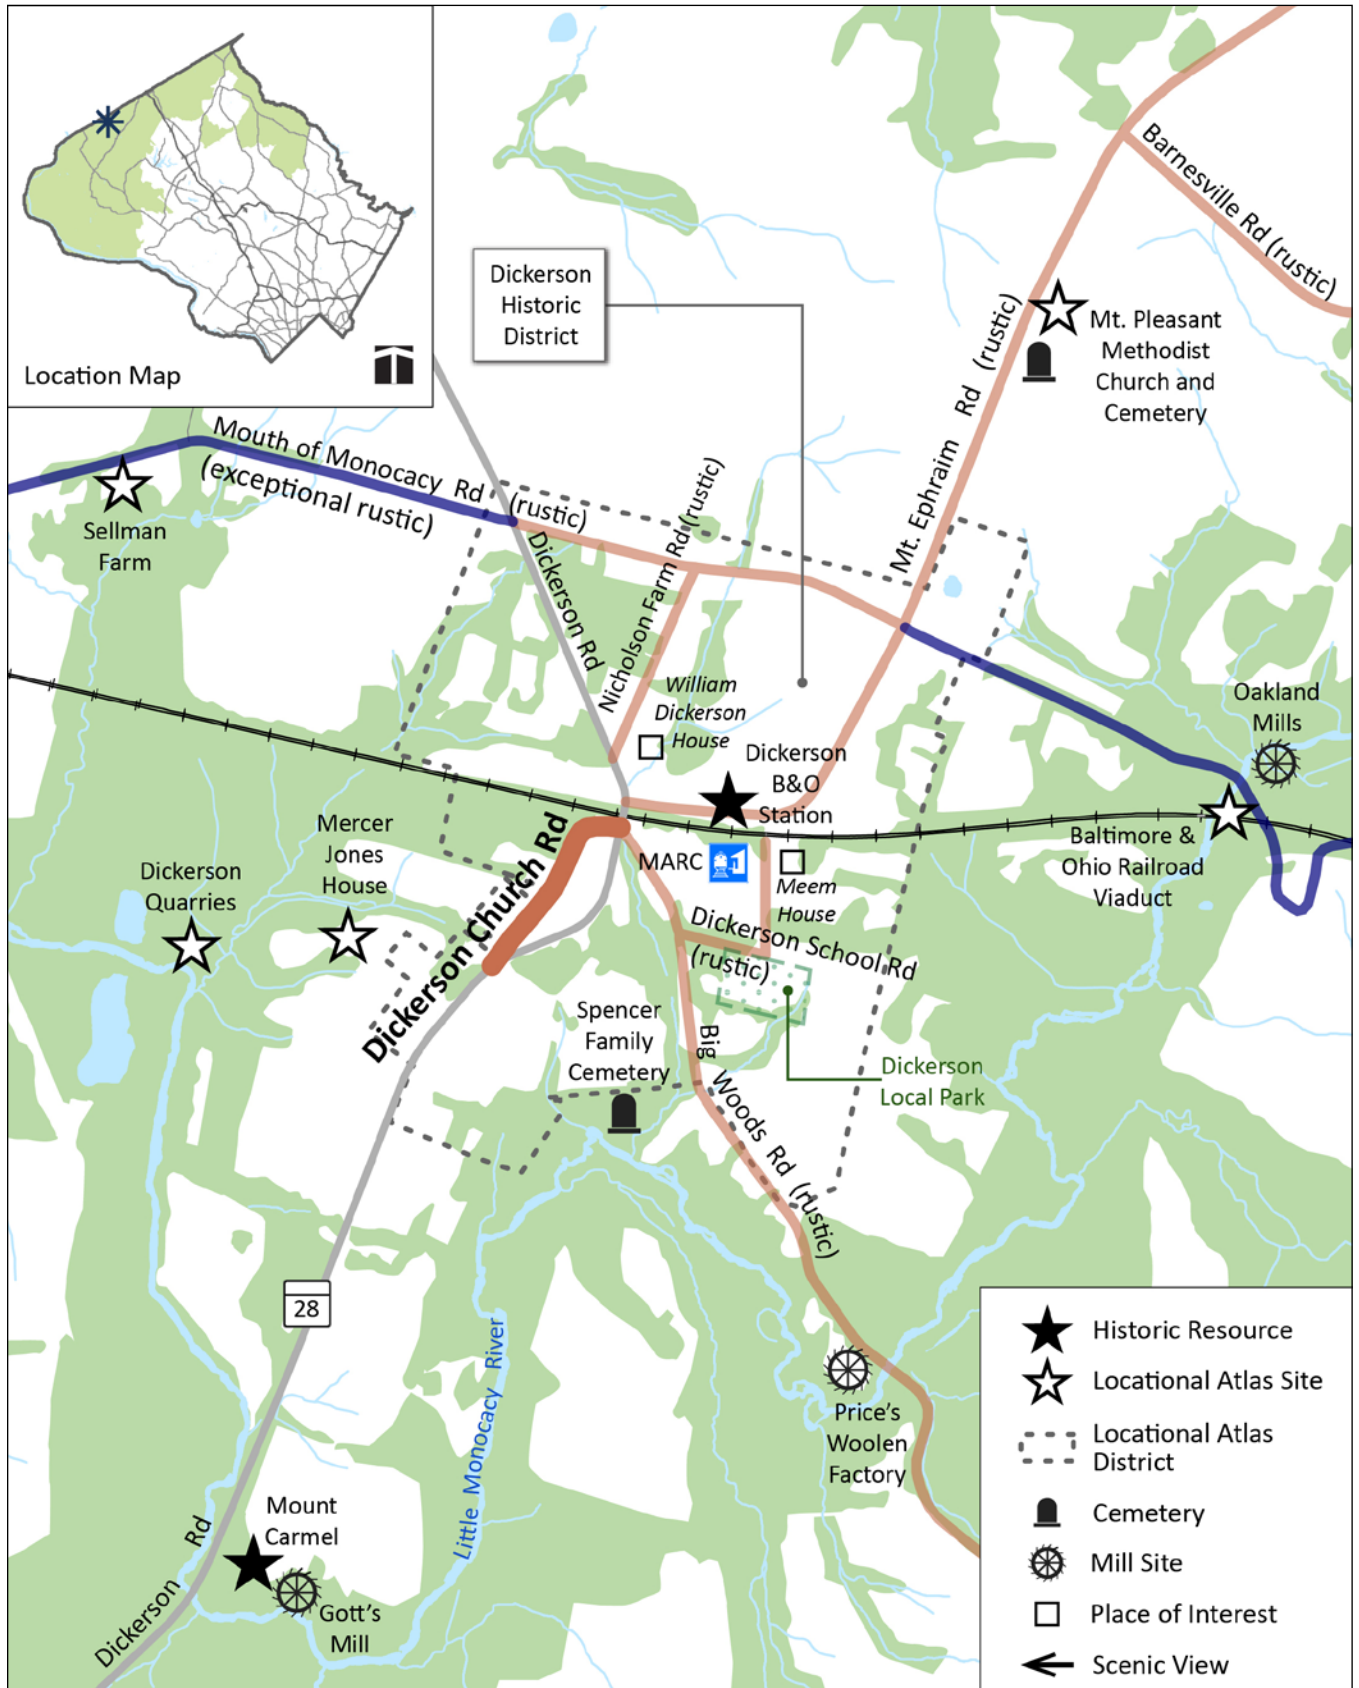 Location Map
Dickerson
Historic
District
Barnesville Rd (rustic)
Mt. Pleasant
Methodist
Church and
Cemetery
Mt. Ephraim Rd (rustic)
Mouth of Monocacy Rd (rustic)
(exceptional rustic)
Sellman
Farm
Dickerson Rd
Nicholson Farm Rd (rustic)
William
Dickerson
House
Oakland
Mills
Dickerson
B&O
Station
Baltimore &
Ohio Railroad
Viaduct
Mercer
Jones
House
Dickerson
Quarries
Dickerson Church Rd
MARC
Meem
House
Dickerson School Rd
(rustic)
Spencer
Family
Cemetery
Big Woods Rd (rustic)
Dickerson
Local Park
28
Little Monocacy River
Price's
Woolen
Factory
Mount
Carmel
Gott's
Mill
Dickerson Rd
Historic Resource
Locational Atlas Site
Locational Atlas
District
Cemetery
Mill Site
Place of Interest
Scenic View